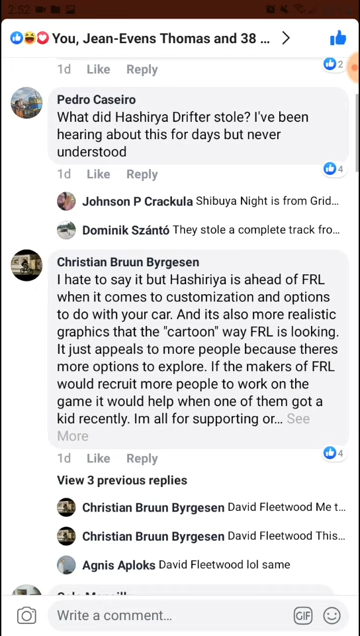 2:52
You, Jean-Evens Thomas and 38 ...
1d Like Reply 2
Pedro Caseiro
What did Hashirya Drifter stole? I've been
hearing about this for days but never
understood
1d Like Reply 4
Johnson P Crackula Shibuya Night is from Grid...
Dominik Szántó They stole a complete track fro...
Christian Bruun Byrgesen
I hate to say it but Hashiriya is ahead of FRL
when it comes to customization and options
to do with your car. And its also more realistic
graphics that the "cartoon" way FRL is looking.
It just appeals to more people because theres
more options to explore. If the makers of FRL
would recruit more people to work on the
game it would help when one of them got a
kid recently. Im all for supporting or... See
More
1d Like Reply 4
View 3 previous replies
Christian Bruun Byrgesen David Fleetwood Me t...
Christian Bruun Byrgesen David Fleetwood This...
Agnis Aploks David Fleetwood lol same
Write a comment...
GIF